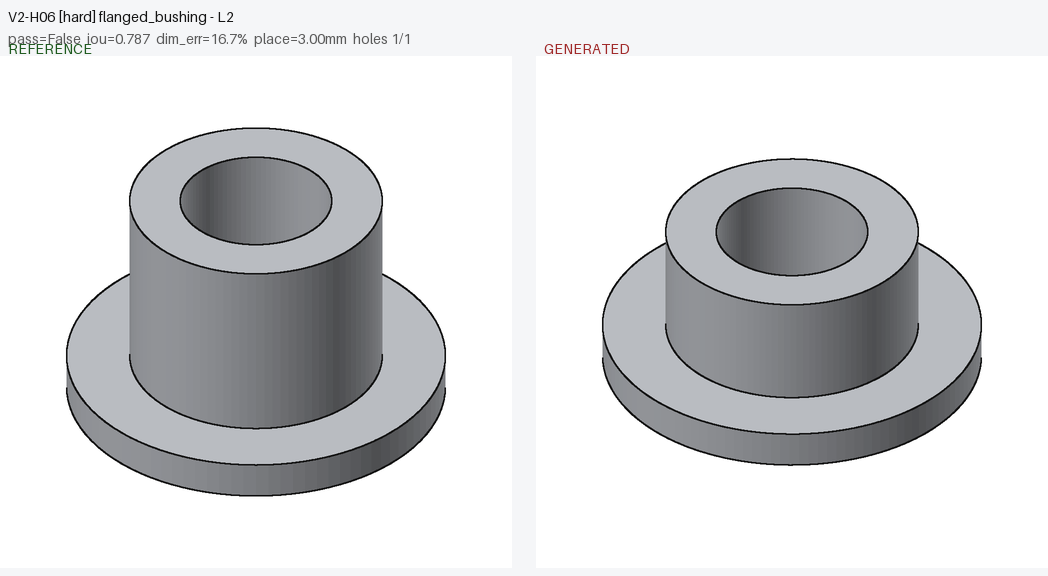 V2-H06 [hard] flanged_bushing - L2
pass=False iou=0.787 dim_err=16.7% place=3.00mm holes 1/1
REFERENCE
GENERATED